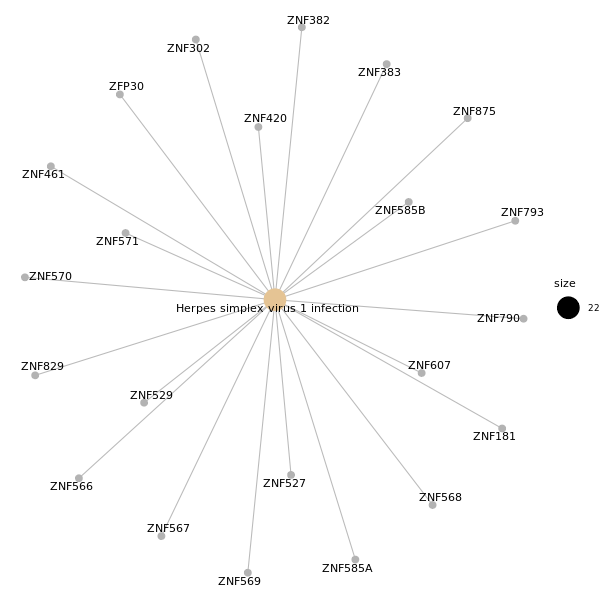 ZNF382
ZNF302
ZNF383
ZFP30
ZNF875
ZNF420
ZNF461
ZNF585B
ZNF793
ZNF571
ZNF570
size
22
Herpes simplex virus 1 infection
ZNF790
ZNF829
ZNF607
ZNF529
ZNF181
ZNF566
ZNF527
ZNF568
ZNF567
ZNF585A
ZNF569